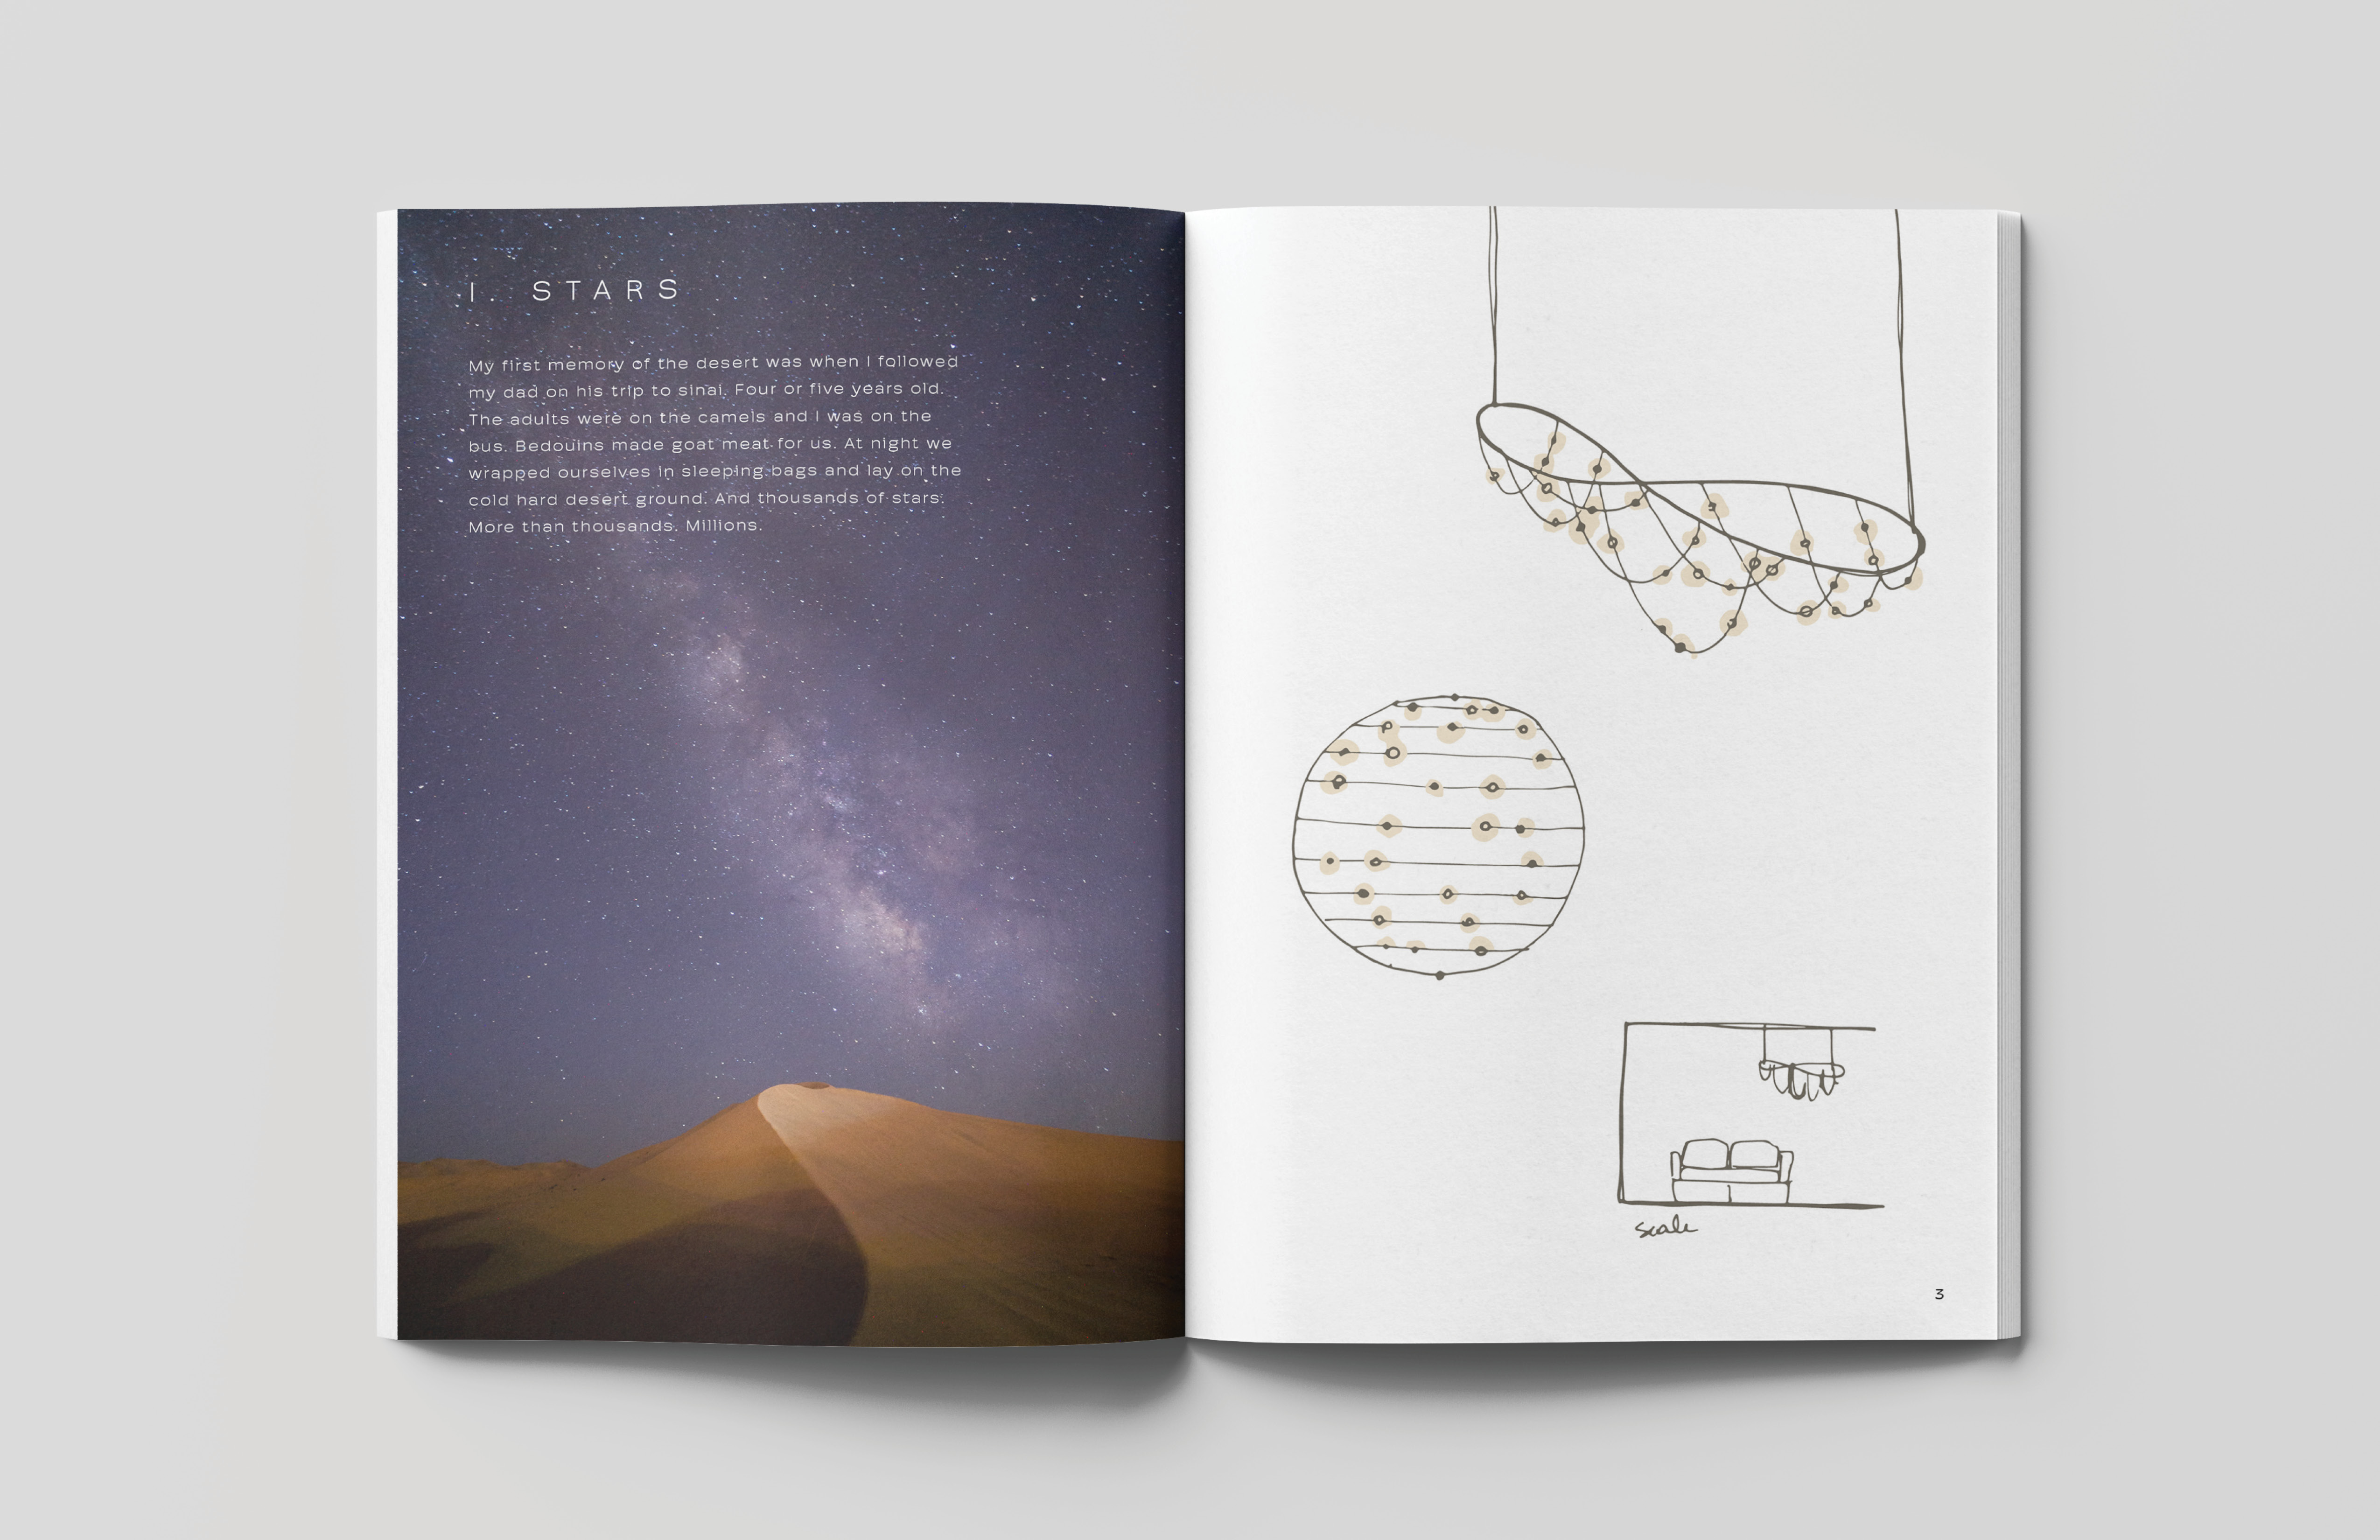 I. STARS
My first memory of the desert was when I followed
my dad on his trip to sinai. Four or five years old.
The adults were on the camels and I was on the
bus. Bedouins made goat meat for us. At night we
wrapped ourselves in sleeping bags and lay on the
cold hard desert ground. And thousands of stars.
More than thousands. Millions.
scale
3